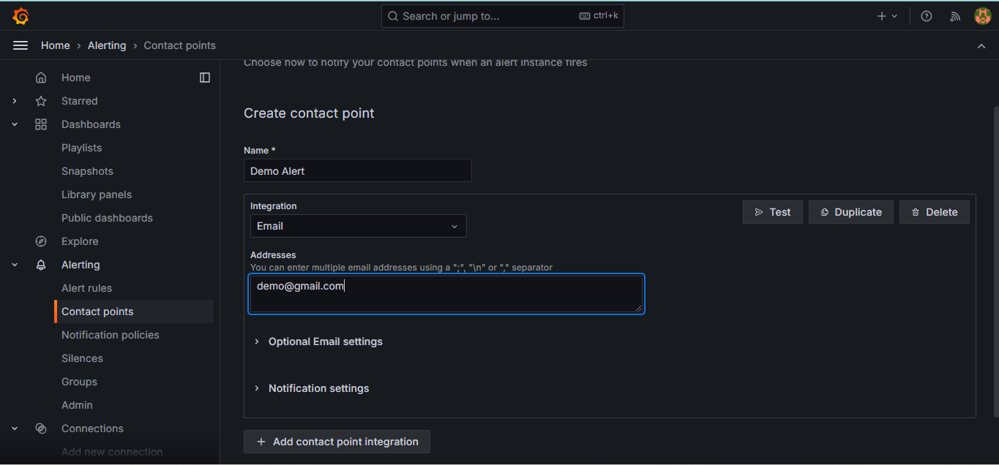 Search or jump to...
ctrl+k
Home › Alerting › Contact points
Home
Starred
Dashboards
Playlists
Snapshots
Library panels
Public dashboards
Explore
Alerting
Alert rules
Contact points
Notification policies
Silences
Groups
Admin
Connections
Add new connection
Choose how to notify your contact points when an alert instance fires
Create contact point
Name *
Demo Alert
Integration
Email
Test
Duplicate
Delete
Addresses
You can enter multiple email addresses using a ";", "\n" or "," separator
demo@gmail.com
Optional Email settings
Notification settings
+ Add contact point integration